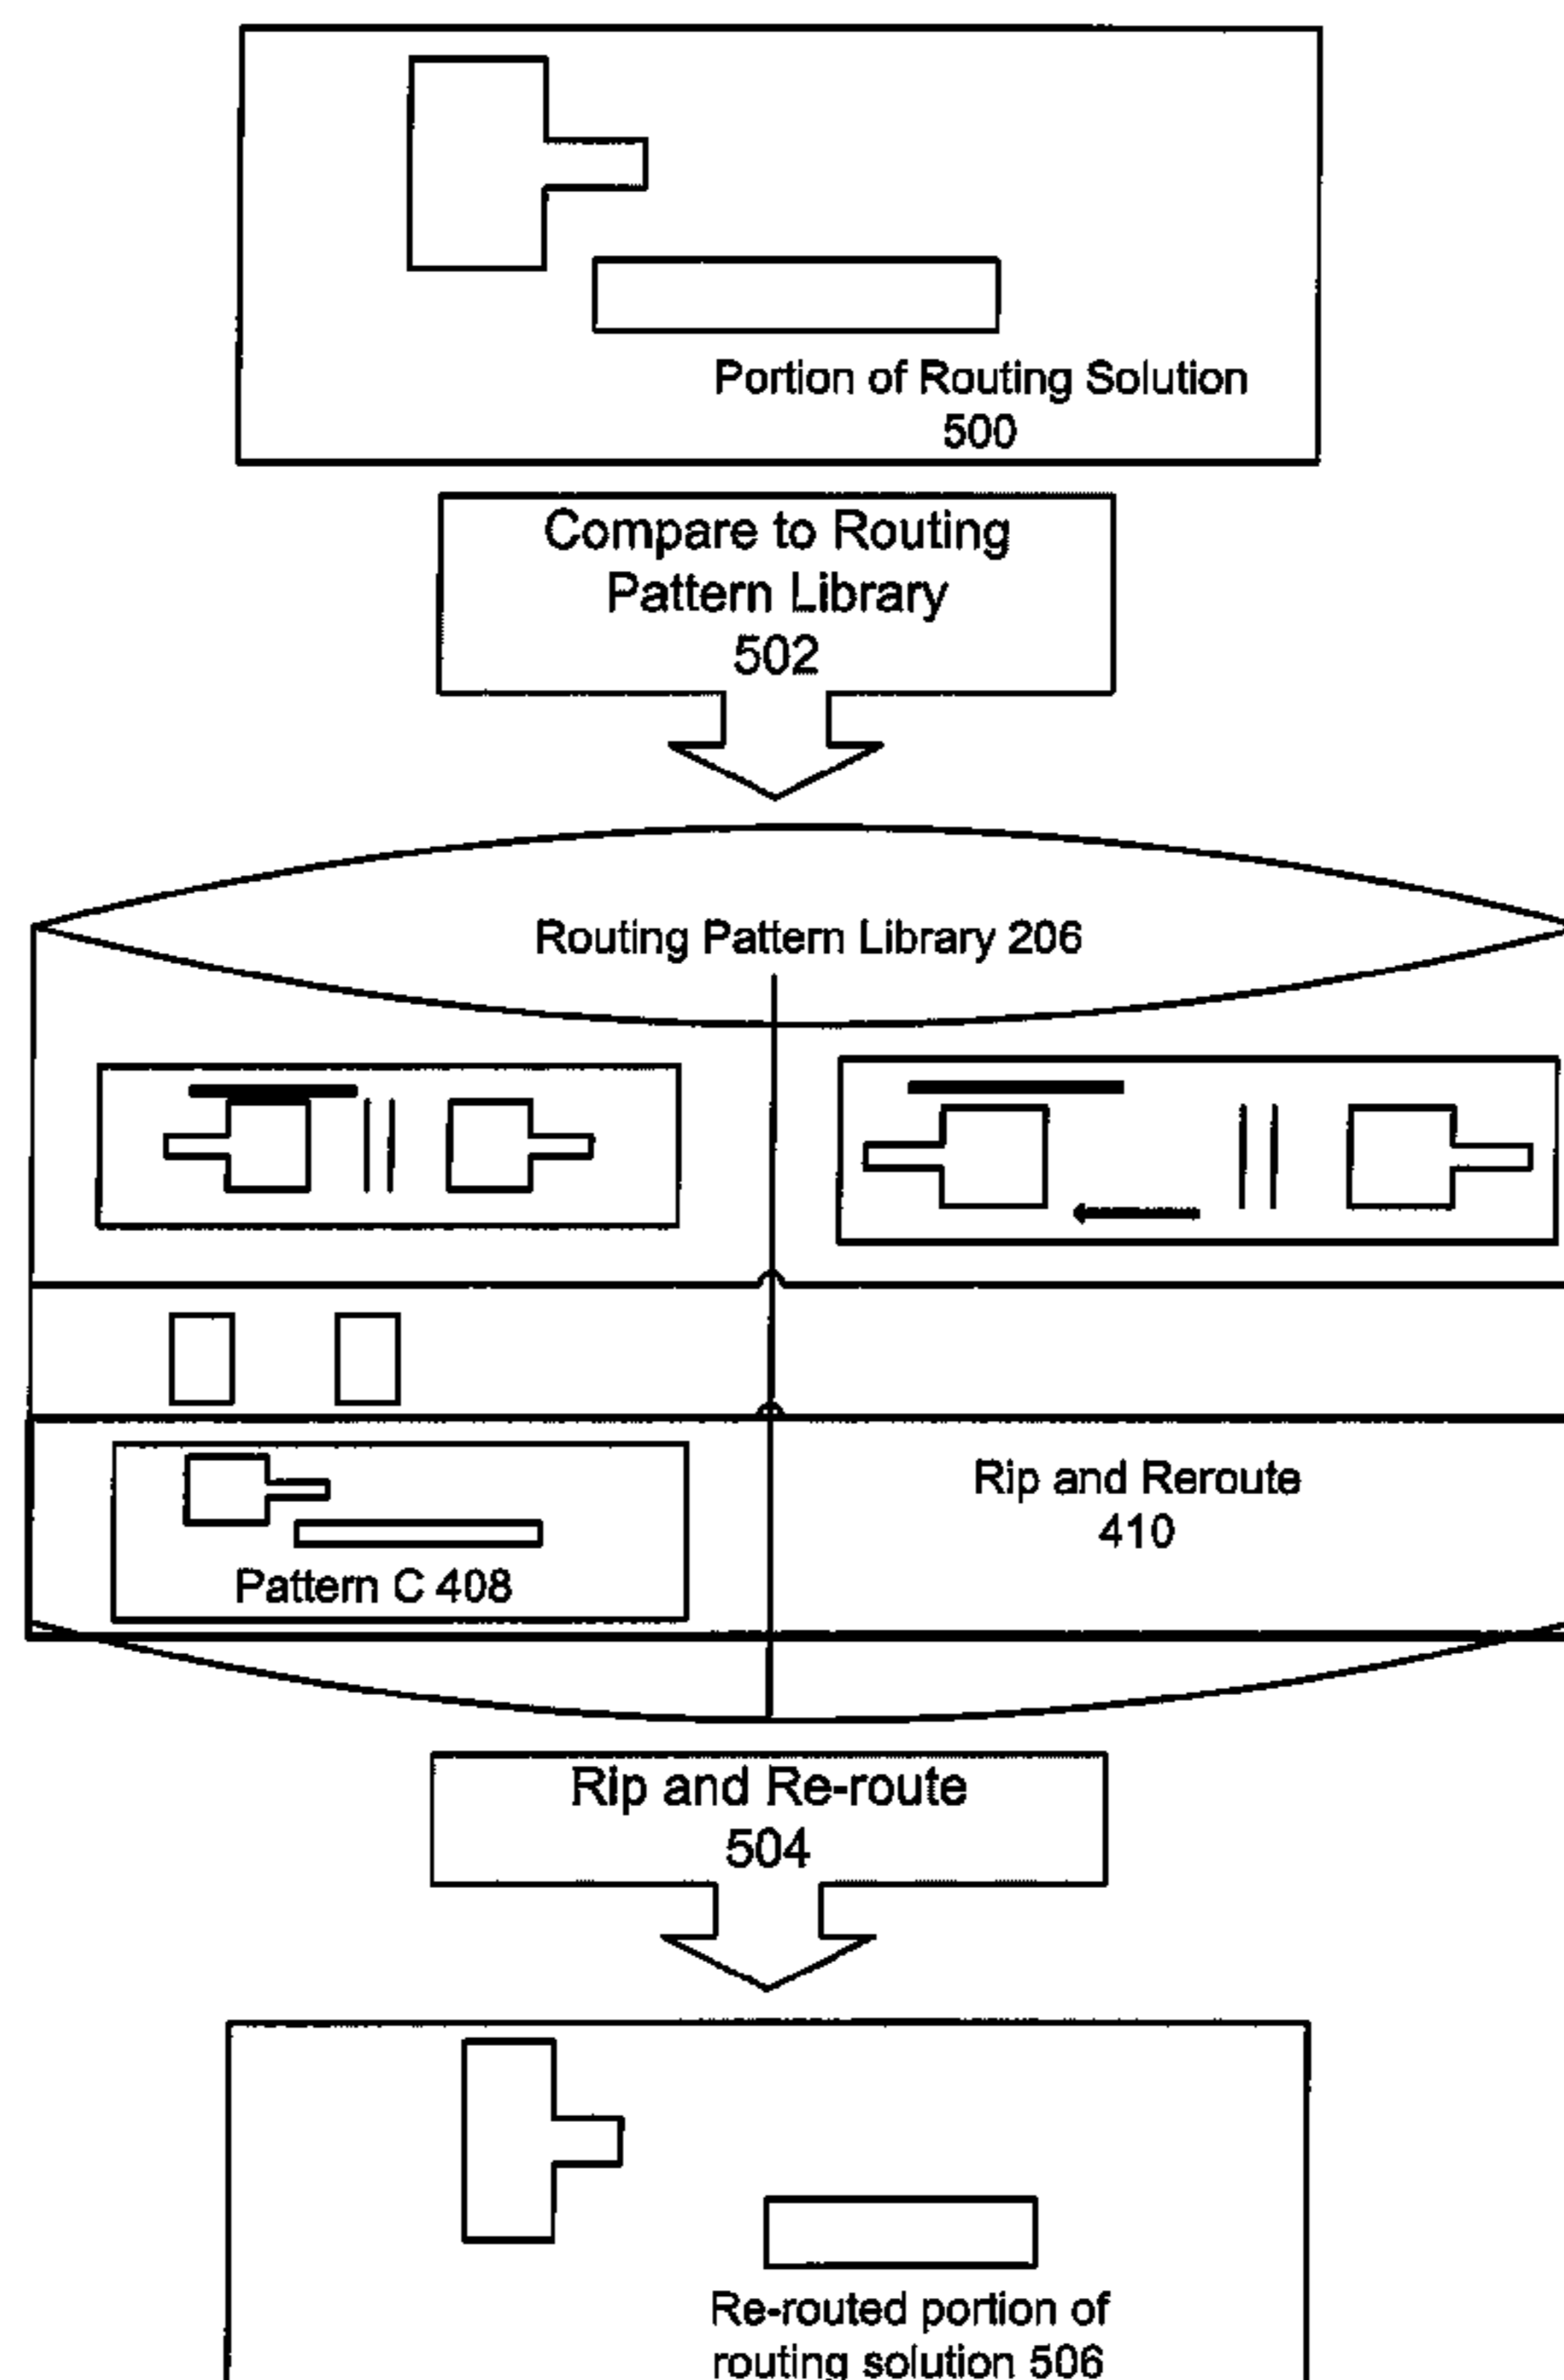 Portion of Routing Solution
500
Compare to Routing
Pattern Library
502
Routing Pattern Library 206
Rip and Reroute
410
Pattern C 408
Rip and Re-route
504
Re-routed portion of
routing solution 506